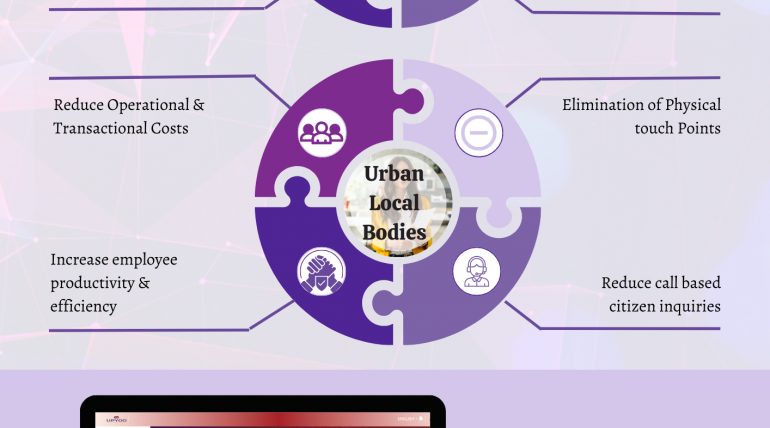 Reduce Operational &
Transactional Costs
Elimination of Physical
touch Points
Urban
Local
Bodies
Increase employee
productivity &
efficiency
Reduce call based
citizen inquiries
UPYOG
ENGLISH